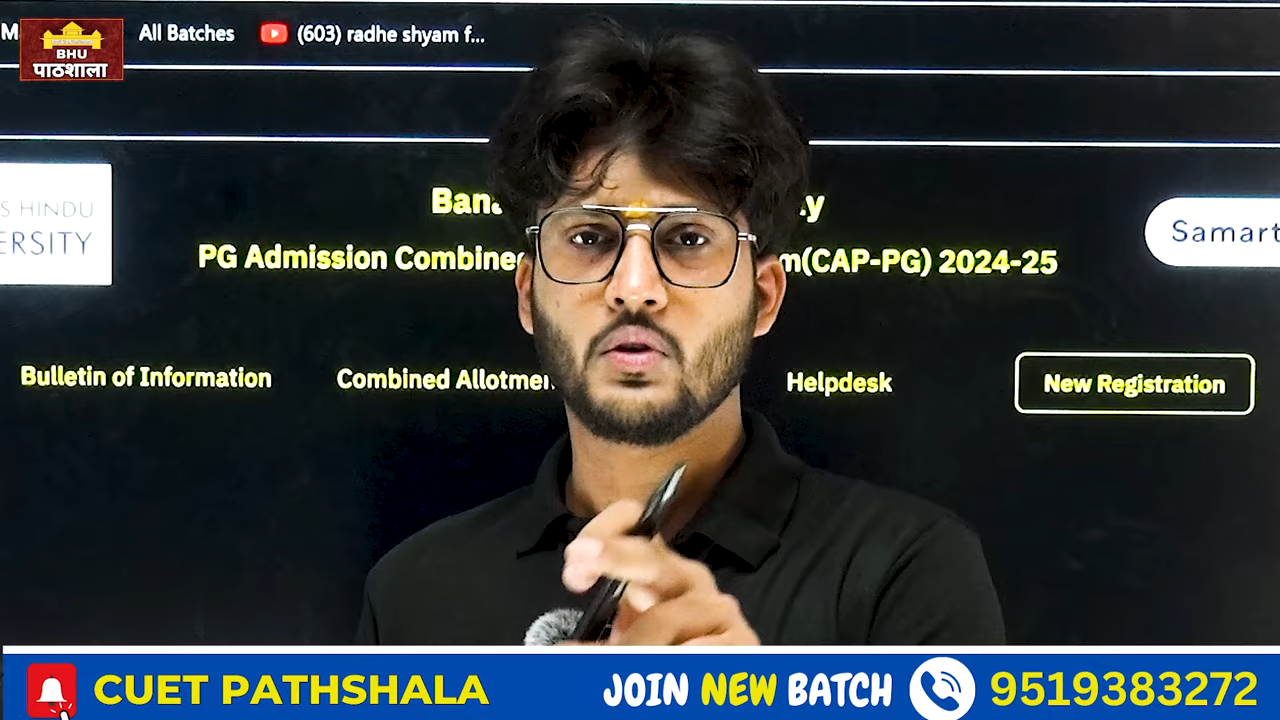 M
All Batches
(603) radhe shyam f...
BHU
पाठशाला
S HINDU
ERSITY
Bana
y
PG Admission Combine
m(CAP-PG) 2024-25
Samart
Bulletin of Information
Combined Allotmen
Helpdesk
New Registration
CUET PATHSHALA
JOIN NEW BATCH
9519383272